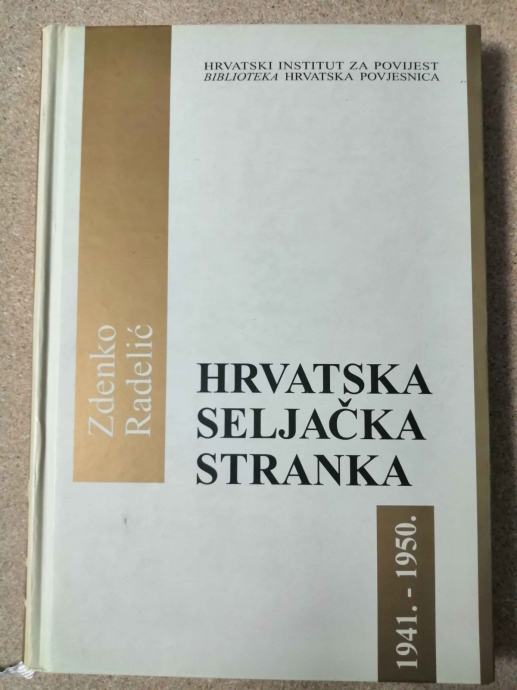 HRVATSKI INSTITUT ZA POVIJEST
BIBLIOTEKA HRVATSKA POVJESNICA
Zdenko
Radelić
HRVATSKA
SELJAČKA
STRANKA
1941. - 1950.